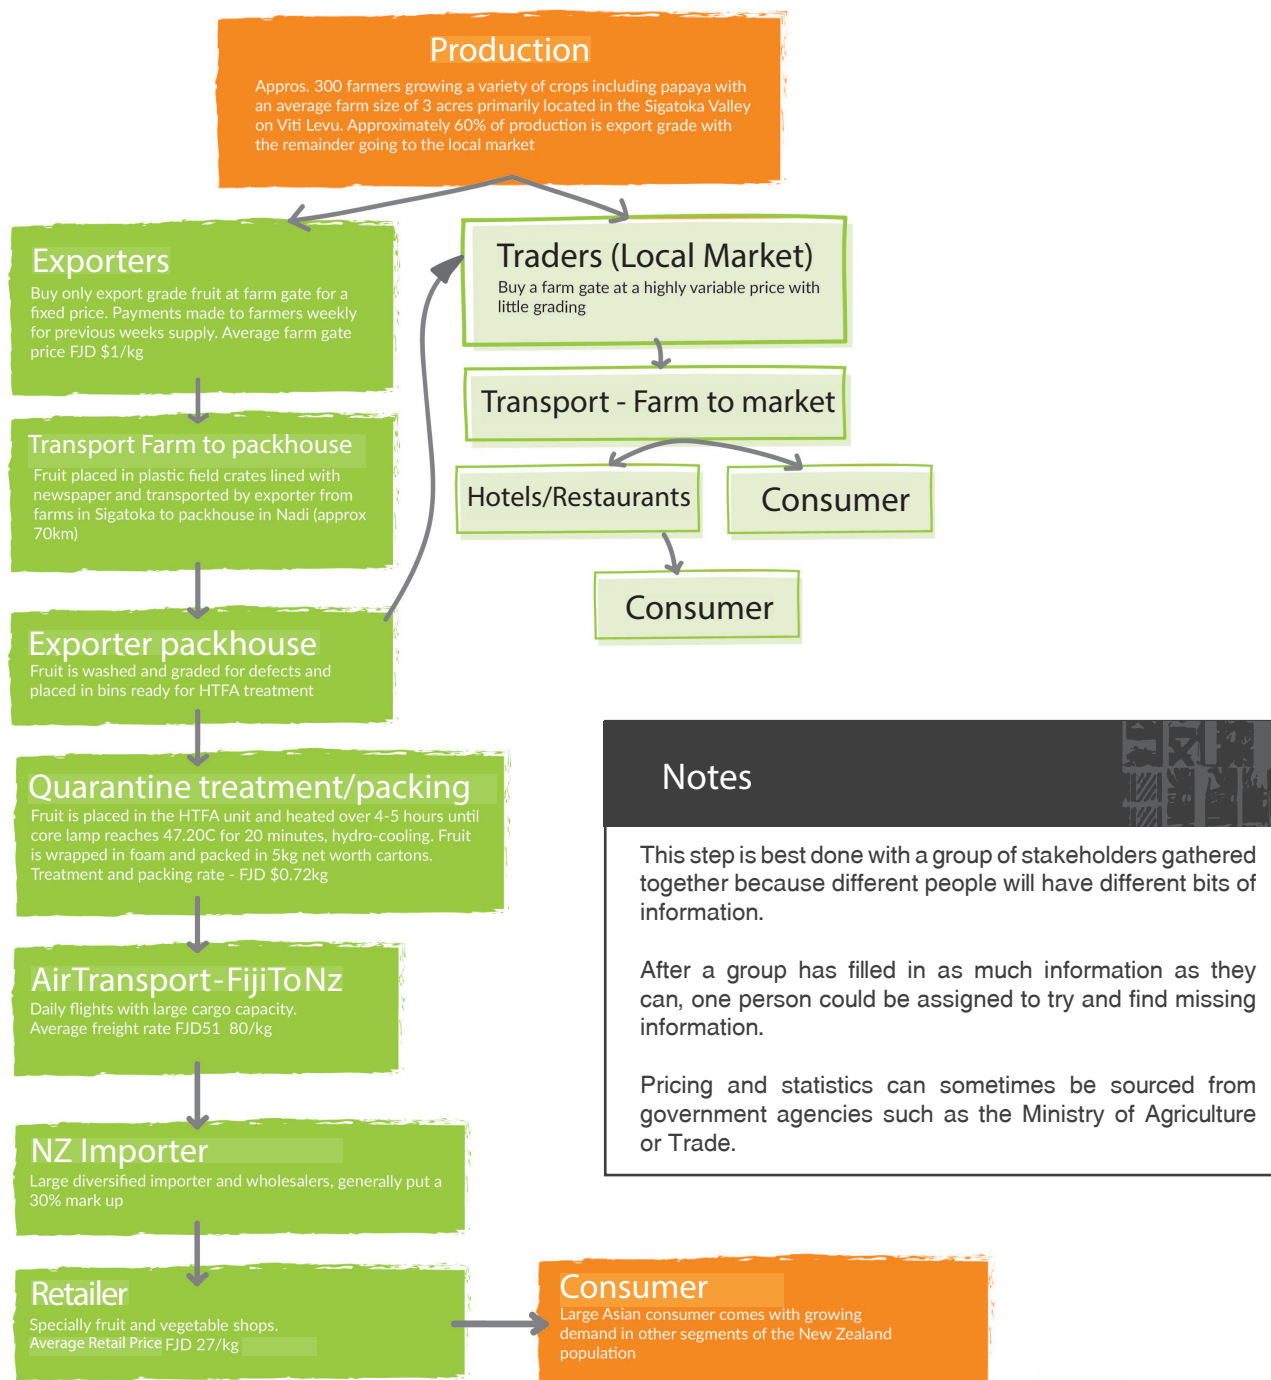 Production
Appros. 300 farmers growing a variety of crops including papaya with
an average farm size of 3 acres primarily located in the Sigatoka Valley
on Viti Levu. Approximately 60% of production is export grade with
the remainder going to the local market
Exporters
Buy only export grade fruit at farm gate for a
fixed price. Payments made to farmers weekly
for previous weeks supply. Average farm gate
price FJD $1/kg
Traders (Local Market)
Buy a farm gate at a highly variable price with
little grading
Transport - Farm to market
Hotels/Restaurants
Consumer
Consumer
Transport Farm to packhouse
Fruit placed in plastic field crates lined with
newspaper and transported by exporter from
farms in Sigatoka to packhouse in Nadi (approx
70km)
Exporter packhouse
Fruit is washed and graded for defects and
placed in bins ready for HTFA treatment
Quarantine treatment/packing
Fruit is placed in the HTFA unit and heated over 4-5 hours until
core lamp reaches 47.20C for 20 minutes, hydro-cooling. Fruit
is wrapped in foam and packed in 5kg net worth cartons.
Treatment and packing rate - FJD $0.72kg
AirTransport-FijiToNz
Daily flights with large cargo capacity.
Average freight rate FJD51 80/kg
NZ Importer
Large diversified importer and wholesalers, generally put a
30% mark up
Retailer
Specially fruit and vegetable shops.
Average Retail Price FJD 27/kg
Consumer
Large Asian consumer comes with growing
demand in other segments of the New Zealand
population
Notes
This step is best done with a group of stakeholders gathered
together because different people will have different bits of
information.
After a group has filled in as much information as they
can, one person could be assigned to try and find missing
information.
Pricing and statistics can sometimes be sourced from
government agencies such as the Ministry of Agriculture
or Trade.